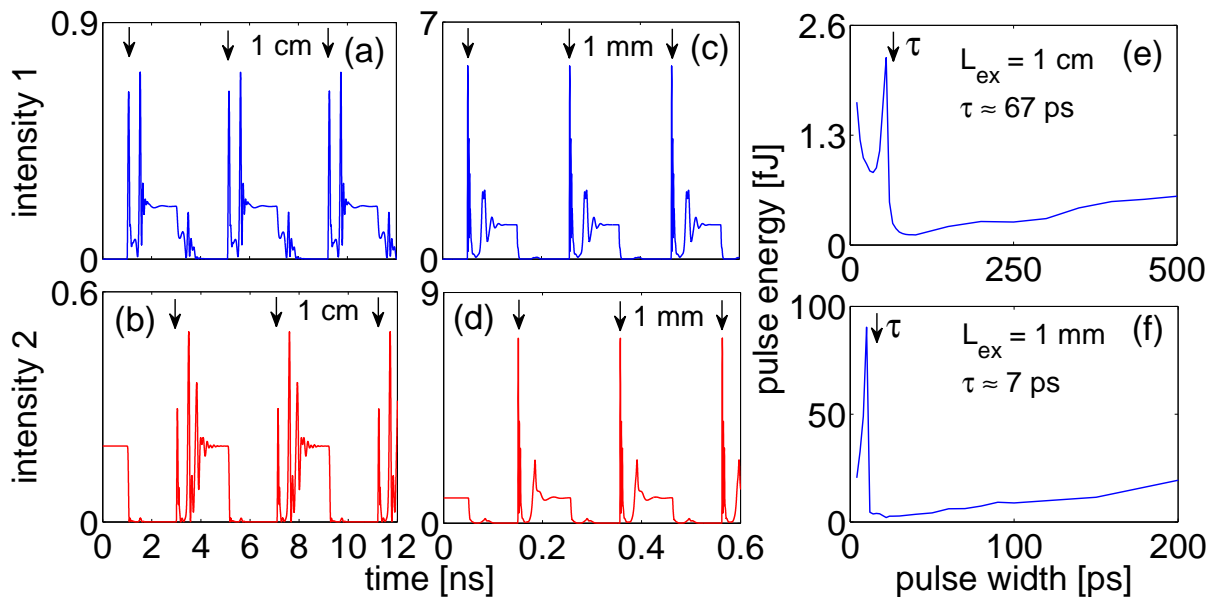 0.9
(a)
1 cm
0
intensity 1
7
(c)
1 mm
0
2.6
τ
(e)
L_ex = 1 cm
τ ≈ 67 ps
1.3
0
0 250 500
pulse energy [fJ]
0.6
(b)
1 cm
0
intensity 2
0 2 4 6 8 10 12
9
(d)
1 mm
0
0 0.2 0.4 0.6
time [ns]
100
τ
(f)
L_ex = 1 mm
τ ≈ 7 ps
50
0
0 100 200
pulse width [ps]